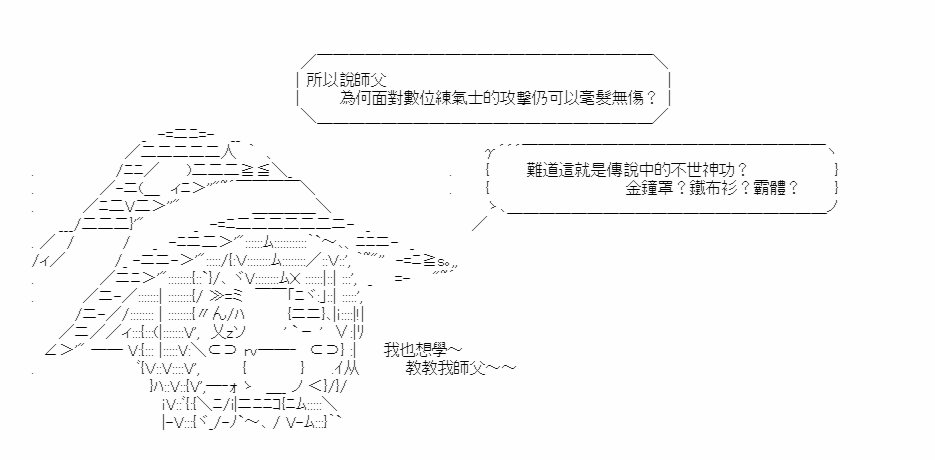 所以說師父
為何面對數位練氣士的攻擊仍可以毫髮無傷？
難道這就是傳說中的不世神功？
金鐘罩？鐵布衫？霸體？
我也想學～
教教我師父～～